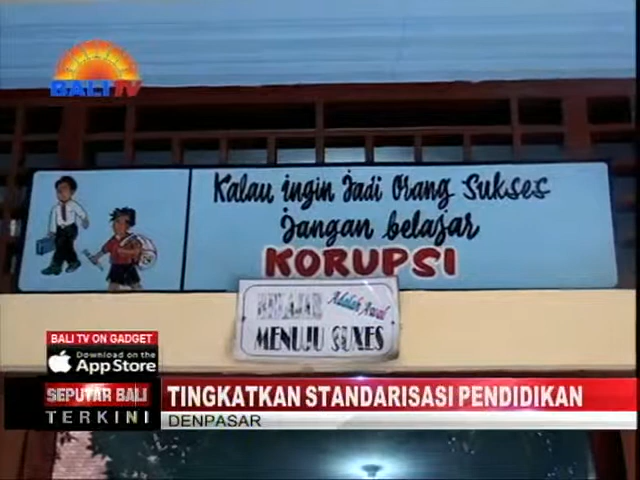 BALI TV
Kalau ingin Jadi Orang Sukses
Jangan belajar
KORUPSI
BELAJAR Adalah Awal
MENUJU SUKES
BALI TV ON GADGET
Download on the
App Store
SEPUTAR BALI
TERKINI
TINGKATKAN STANDARISASI PENDIDIKAN
DENPASAR